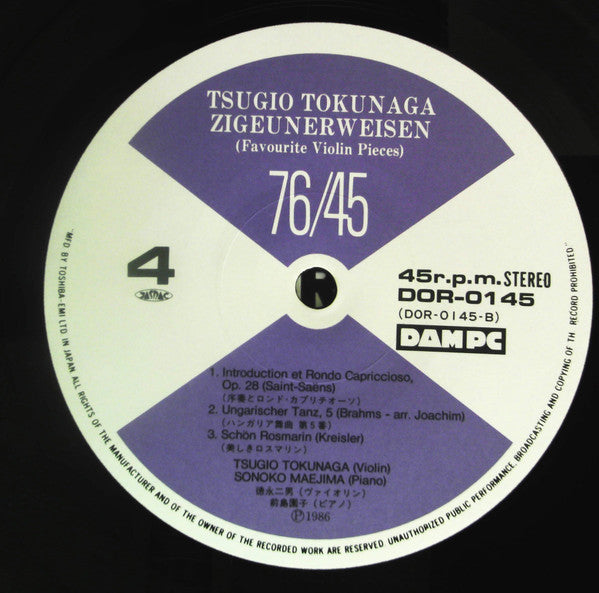 TSUGIO TOKUNAGA
ZIGEUNERWEISEN
(Favourite Violin Pieces)
76/45
4
45r.p.m. STEREO
DOR-0145
(DOR-0145-B)
DAMPC
1. Introduction et Rondo Capriccioso,
Op. 28 (Saint-Saëns)
(序奏とロンド・カプリチオーソ)
2. Ungarischer Tanz, 5 (Brahms - arr. Joachim)
(ハンガリア舞曲 第5番)
3. Schön Rosmarin (Kreisler)
(美しきロスマリン)
TSUGIO TOKUNAGA (Violin)
SONOKO MAEJIMA (Piano)
徳永二男(ヴァイオリン)
前島園子(ピアノ)
Ⓟ1986
"MFD BY TOSHIBA-EMI LTD. IN JAPAN ALL RIGHTS OF THE MANUFACTURER AND OF THE OWNER OF THE RECORDED WORK ARE RESERVED. UNAUTHORIZED PUBLIC PERFORMANCE, BROADCASTING AND COPYING OF TH RECORD PROHIBITED"